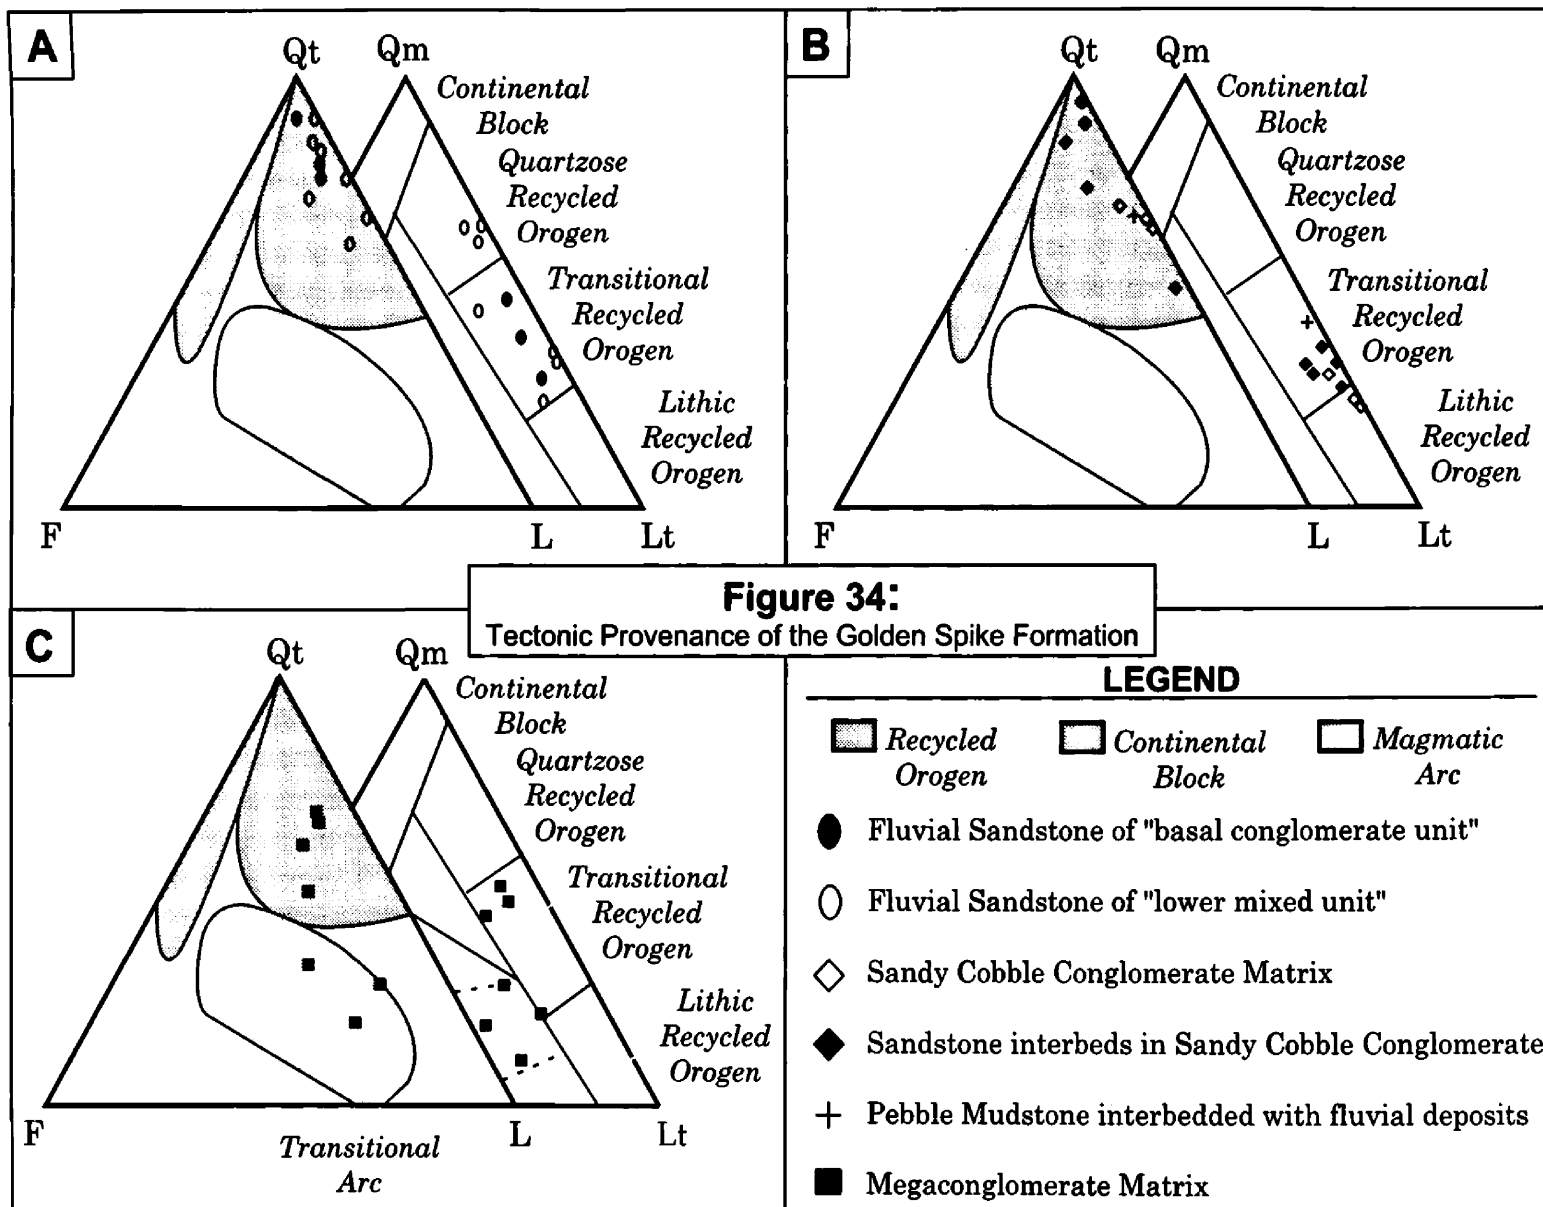 A
Qt
Qm
Continental
Block
Quartzose
Recycled
Orogen
Transitional
Recycled
Orogen
Lithic
Recycled
Orogen
F
L
Lt
B
Qt
Qm
Continental
Block
Quartzose
Recycled
Orogen
Transitional
Recycled
Orogen
Lithic
Recycled
Orogen
F
L
Lt
Figure 34:
Tectonic Provenance of the Golden Spike Formation
C
Qt
Qm
Continental
Block
Quartzose
Recycled
Orogen
Transitional
Recycled
Orogen
Lithic
Recycled
Orogen
F
L
Lt
Transitional
Arc
LEGEND
Recycled
Orogen
Continental
Block
Magmatic
Arc
Fluvial Sandstone of "basal conglomerate unit"
Fluvial Sandstone of "lower mixed unit"
Sandy Cobble Conglomerate Matrix
Sandstone interbeds in Sandy Cobble Conglomerate
Pebble Mudstone interbedded with fluvial deposits
Megaconglomerate Matrix